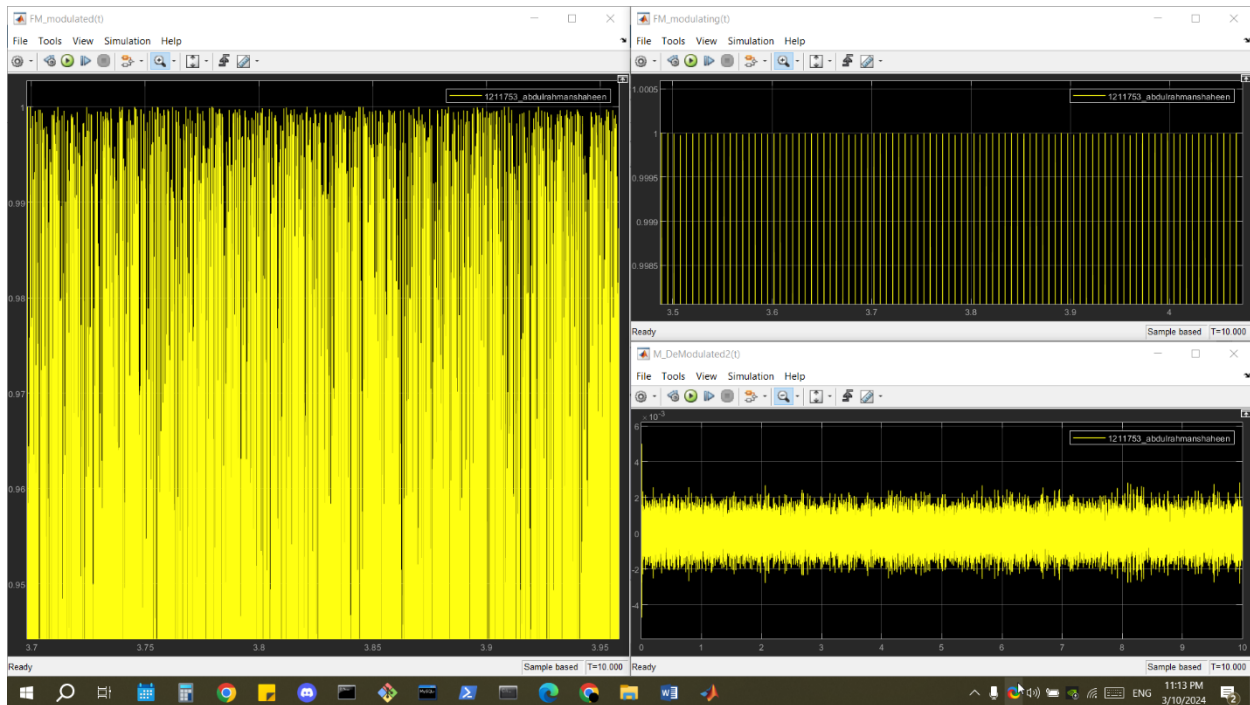 FM_modulated(t)
File Tools View Simulation Help
1211753_abdulrahmanshaheen
1
0.99
0.98
0.97
0.96
0.95
3.7 3.75 3.8 3.85 3.9 3.95
Ready Sample based T=10.000
FM_modulating(t)
File Tools View Simulation Help
1211753_abdulrahmanshaheen
1.0005
1
0.9995
0.999
0.9985
3.5 3.6 3.7 3.8 3.9 4
Ready Sample based T=10.000
M_DeModulated2(t)
File Tools View Simulation Help
× 10⁻³
1211753_abdulrahmanshaheen
6
4
2
0
-2
-4
0 1 2 3 4 5 6 7 8 9 10
Ready Sample based T=10.000
ENG
11:13 PM
3/10/2024
2